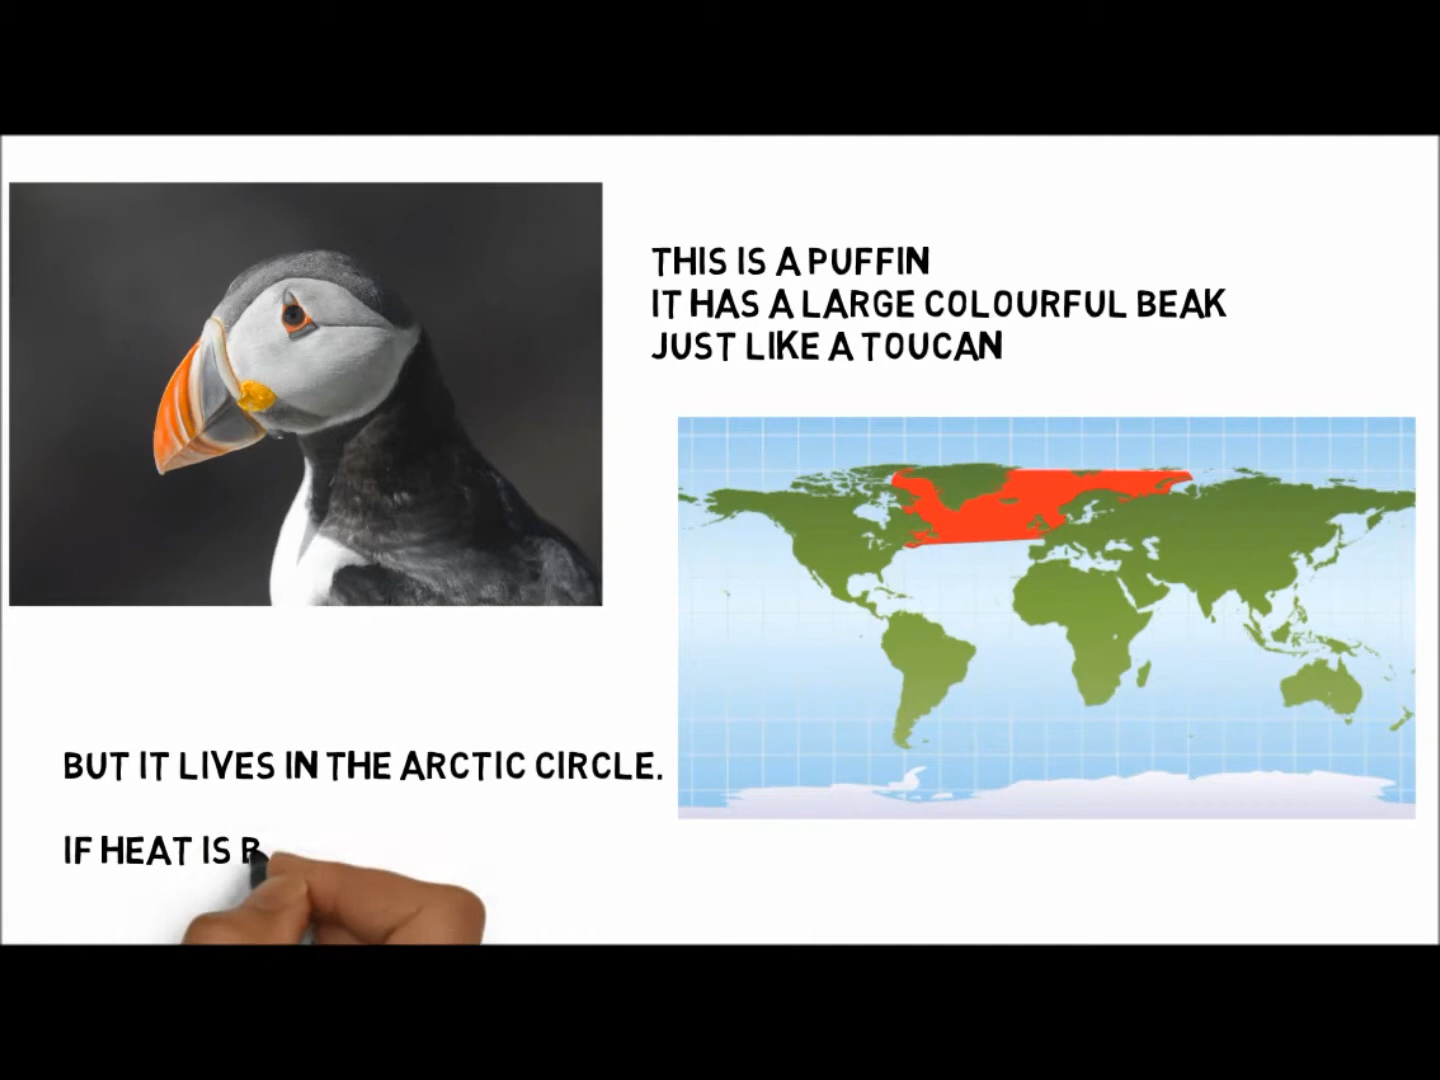 THIS IS A PUFFIN
IT HAS A LARGE COLOURFUL BEAK
JUST LIKE A TOUCAN
BUT IT LIVES IN THE ARCTIC CIRCLE.
IF HEAT IS